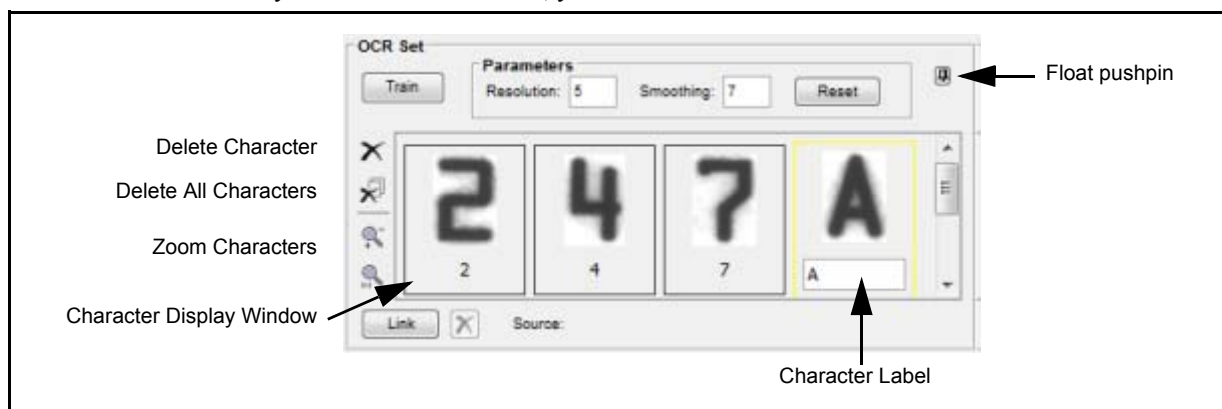 OCR Set
Parameters
Train
Resolution: 5
Smoothing: 7
Reset
Float pushpin
Delete Character
Delete All Characters
Zoom Characters
2
4
7
A
2
4
7
A
Character Display Window
Link
Source:
Character Label